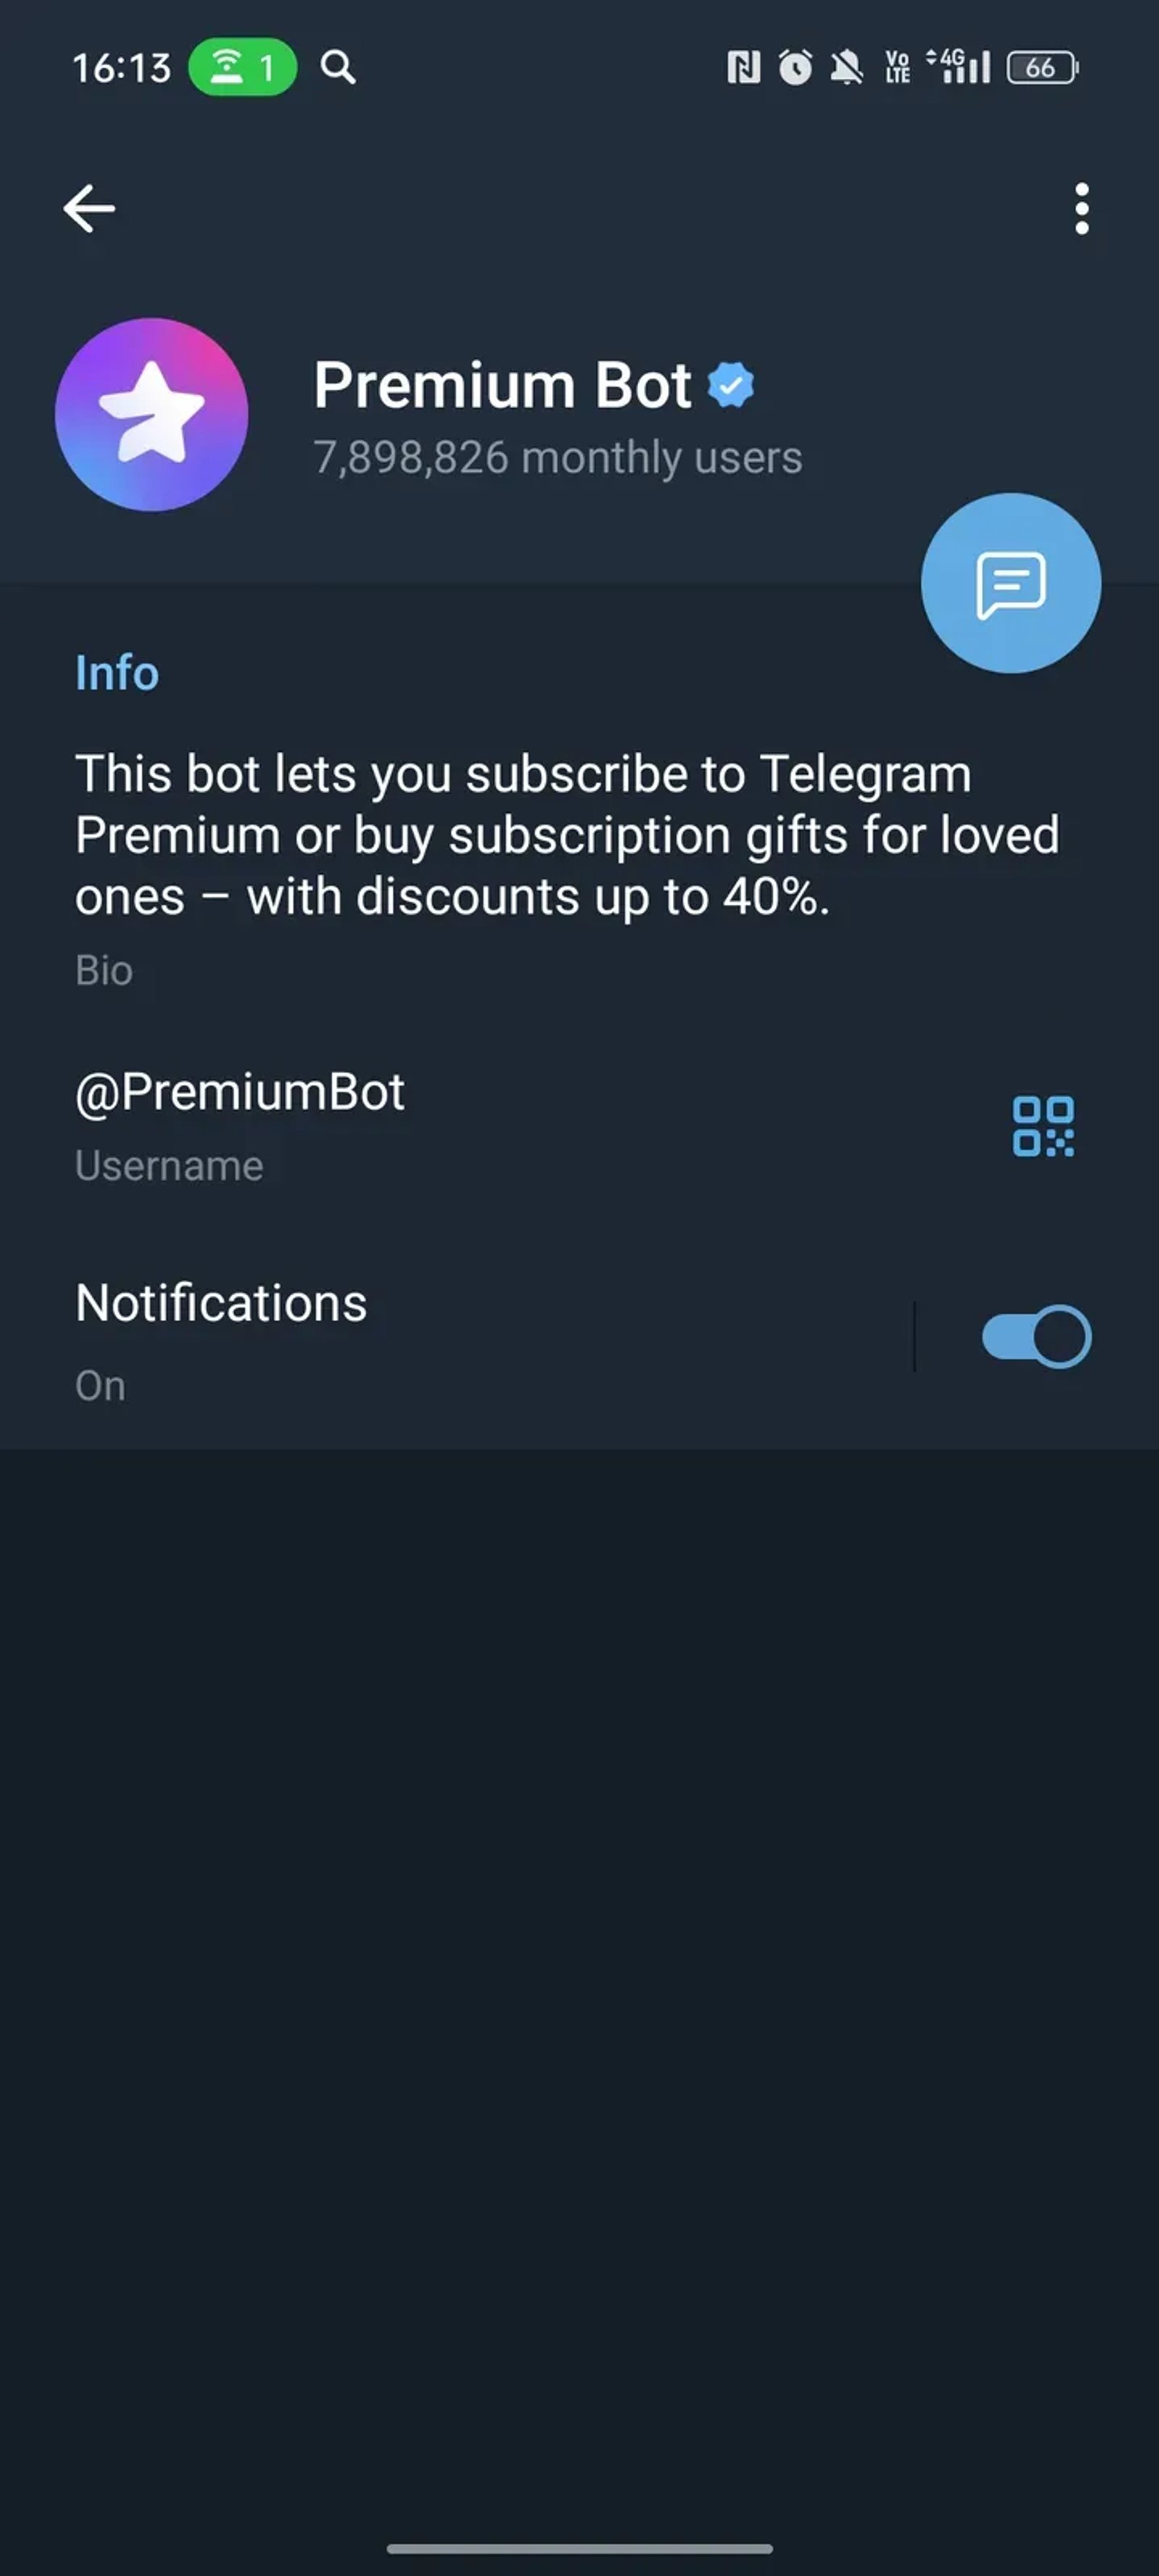 16:13 1 Vo LTE 4G 66
Premium Bot
7,898,826 monthly users
Info
This bot lets you subscribe to Telegram
Premium or buy subscription gifts for loved
ones – with discounts up to 40%.
Bio
@PremiumBot
Username
Notifications
On